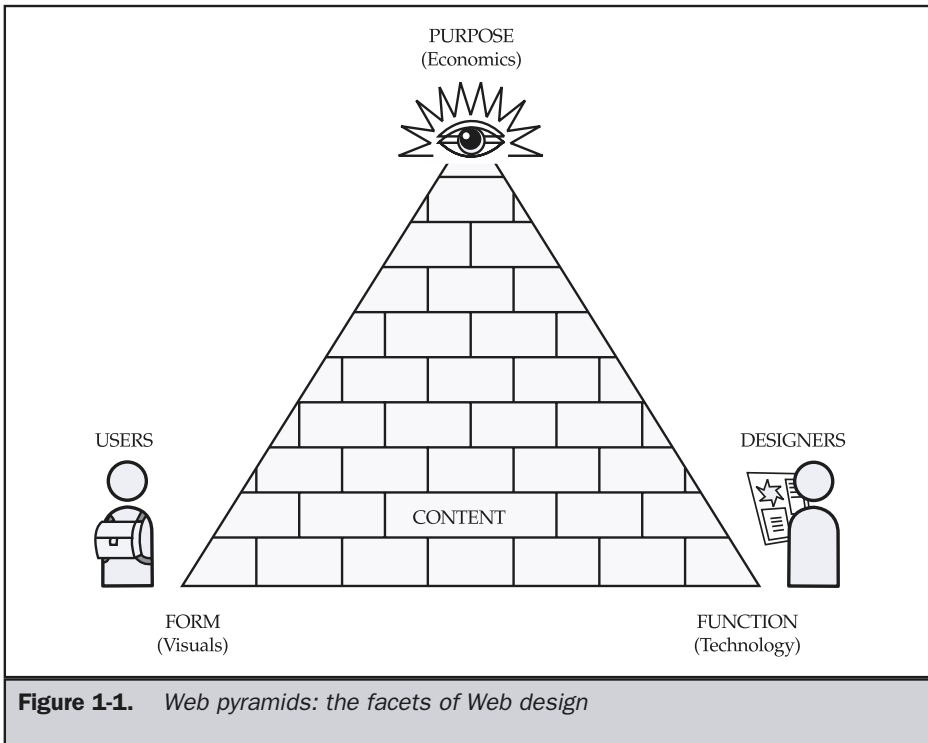 PURPOSE
(Economics)
USERS
DESIGNERS
CONTENT
FORM
(Visuals)
FUNCTION
(Technology)
Figure 1-1. Web pyramids: the facets of Web design